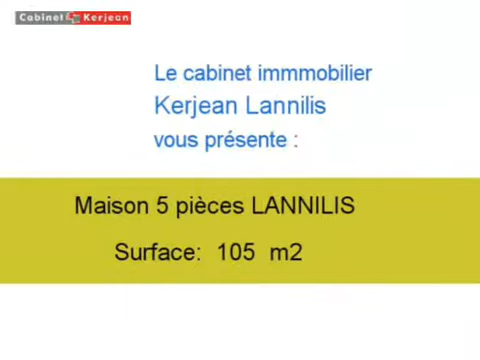 Cabinet Kerjean
Le cabinet immmobilier
Kerjean Lannilis
vous présente :
Maison 5 pièces LANNILIS
Surface: 105 m2